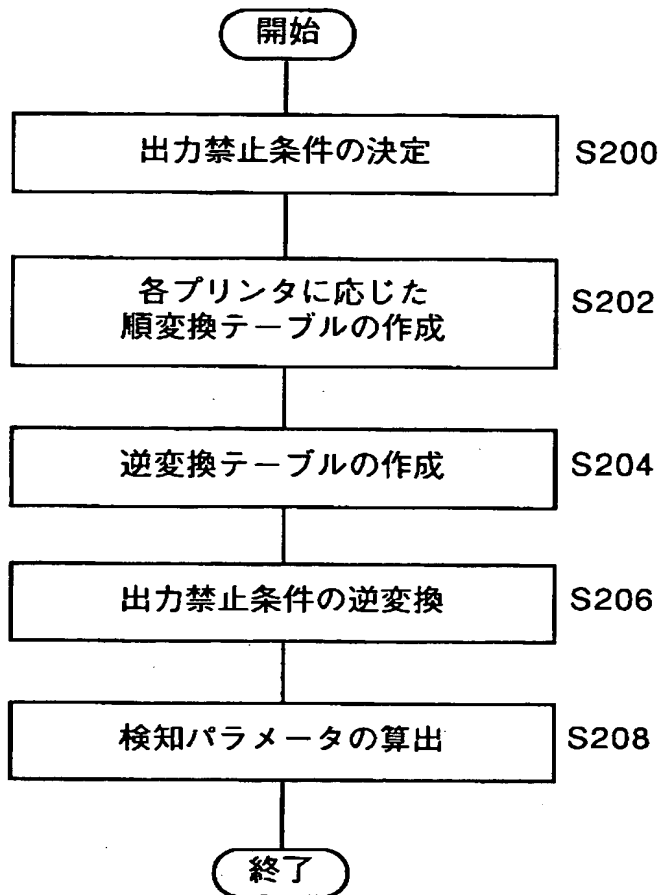 開始
出力禁止条件の決定
S200
各プリンタに応じた
順変換テーブルの作成
S202
逆変換テーブルの作成
S204
出力禁止条件の逆変換
S206
検知パラメータの算出
S208
終了